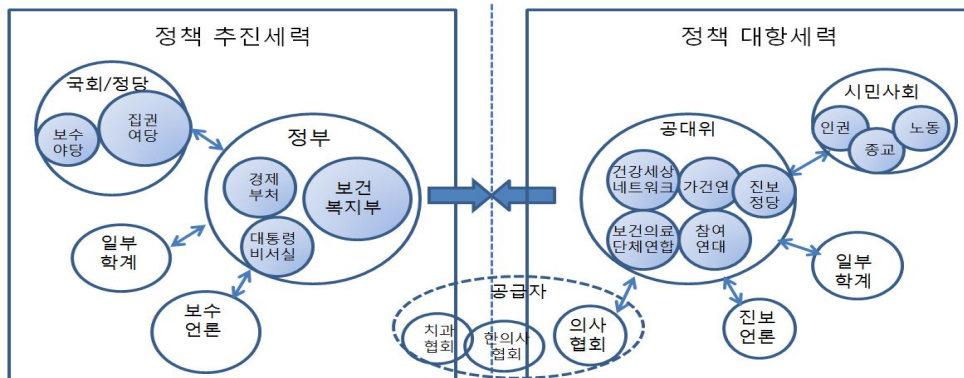 정책 추진세력
국회/정당
보수
야당
집권
여당
정부
경제
부처
보건
복지부
대통령
비서실
일부
학계
보수
언론
정책 대항세력
공대위
건강세상
네트워크
가건연
진보
정당
보건의료
단체연합
참여
연대
시민사회
인권
노동
종교
일부
학계
진보
언론
공급자
치과
협회
한의사
협회
의사
협회